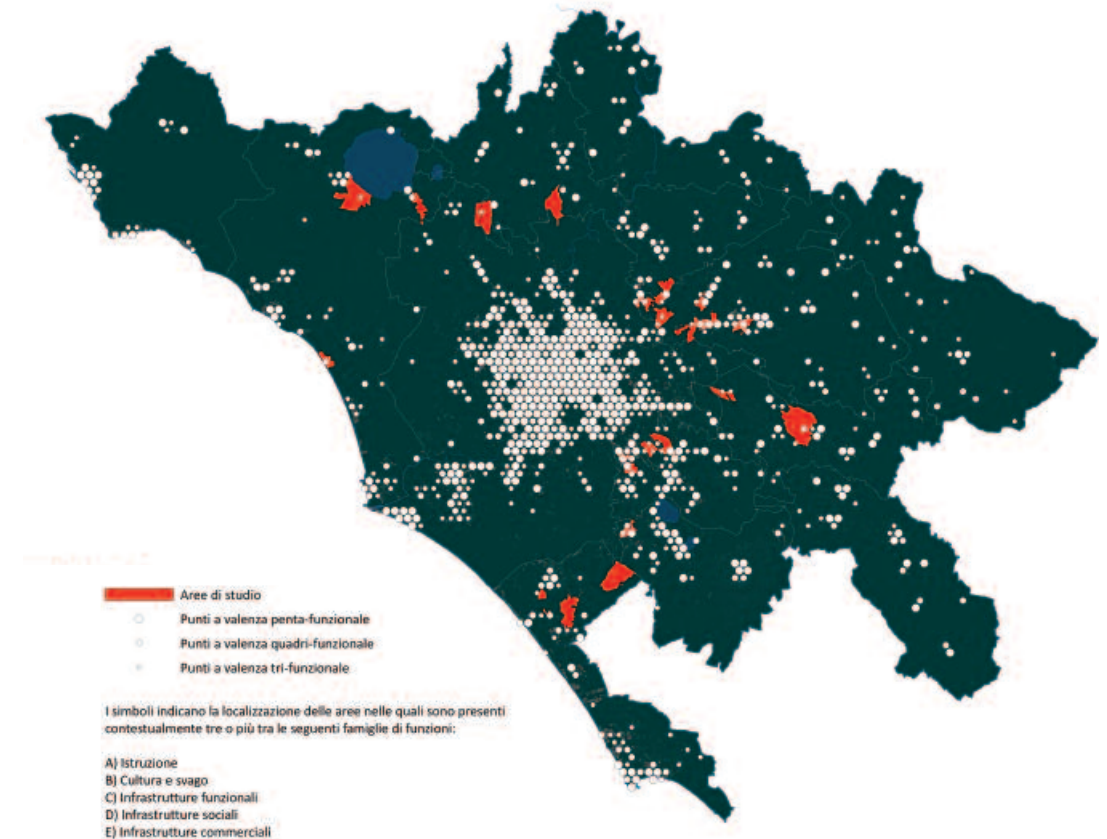 Aree di studio
Punti a valenza penta-funzionale
Punti a valenza quadri-funzionale
Punti a valenza tri-funzionale
I simboli indicano la localizzazione delle aree nelle quali sono presenti
contestualmente tre o più tra le seguenti famiglie di funzioni:
A) Istruzione
B) Cultura e svago
C) Infrastrutture funzionali
D) Infrastrutture sociali
E) Infrastrutture commerciali